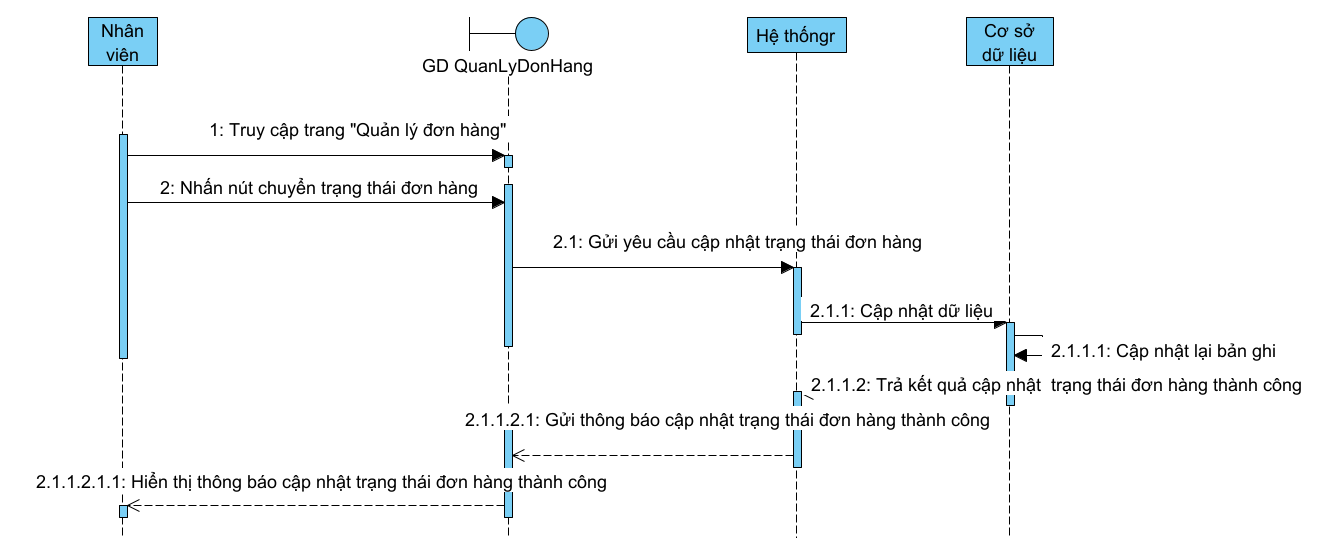 Nhân
viên
GD QuanLyDonHang
Hệ thốngr
Cơ sở
dữ liệu
1: Truy cập trang "Quản lý đơn hàng"
2: Nhấn nút chuyển trạng thái đơn hàng
2.1: Gửi yêu cầu cập nhật trạng thái đơn hàng
2.1.1: Cập nhật dữ liệu
2.1.1.1: Cập nhật lại bản ghi
2.1.1.2: Trả kết quả cập nhật  trạng thái đơn hàng thành công
2.1.1.2.1: Gửi thông báo cập nhật trạng thái đơn hàng thành công
2.1.1.2.1.1: Hiển thị thông báo cập nhật trạng thái đơn hàng thành công